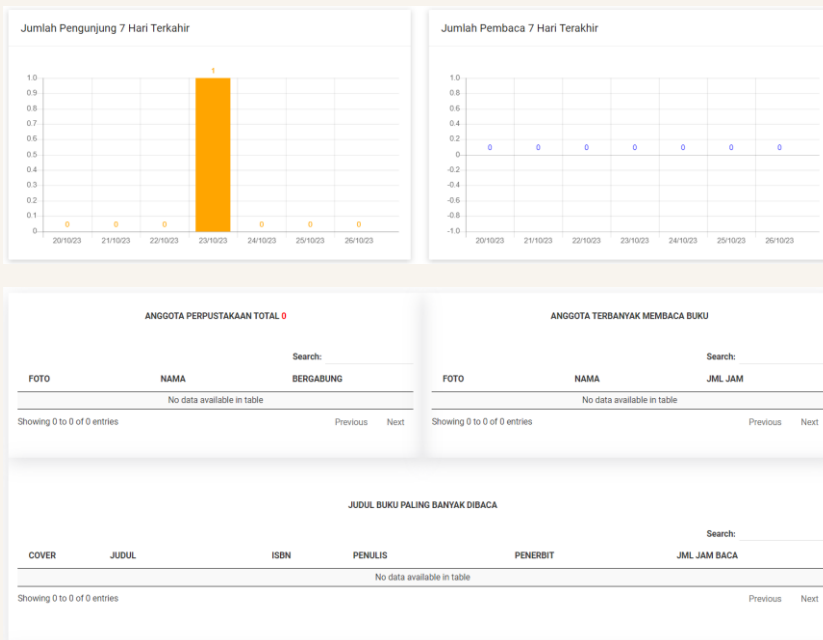 Jumlah Pengunjung 7 Hari Terkahir
1
1.0
0.9
0.8
0.7
0.6
0.5
0.4
0.3
0.2
0.1
0
0 0 0 0 0 0
20/10/23 21/10/23 22/10/23 23/10/23 24/10/23 25/10/23 26/10/23
Jumlah Pembaca 7 Hari Terakhir
1.0
0.8
0.6
0.4
0.2
0
-0.2
-0.4
-0.6
-0.8
-1.0
0 0 0 0 0 0 0
20/10/23 21/10/23 22/10/23 23/10/23 24/10/23 25/10/23 26/10/23
ANGGOTA PERPUSTAKAAN TOTAL 0
Search:
FOTO NAMA BERGABUNG
No data available in table
Showing 0 to 0 of 0 entries Previous Next
ANGGOTA TERBANYAK MEMBACA BUKU
Search:
FOTO NAMA JML JAM
No data available in table
Showing 0 to 0 of 0 entries Previous Next
JUDUL BUKU PALING BANYAK DIBACA
Search:
COVER JUDUL ISBN PENULIS PENERBIT JML JAM BACA
No data available in table
Showing 0 to 0 of 0 entries Previous Next